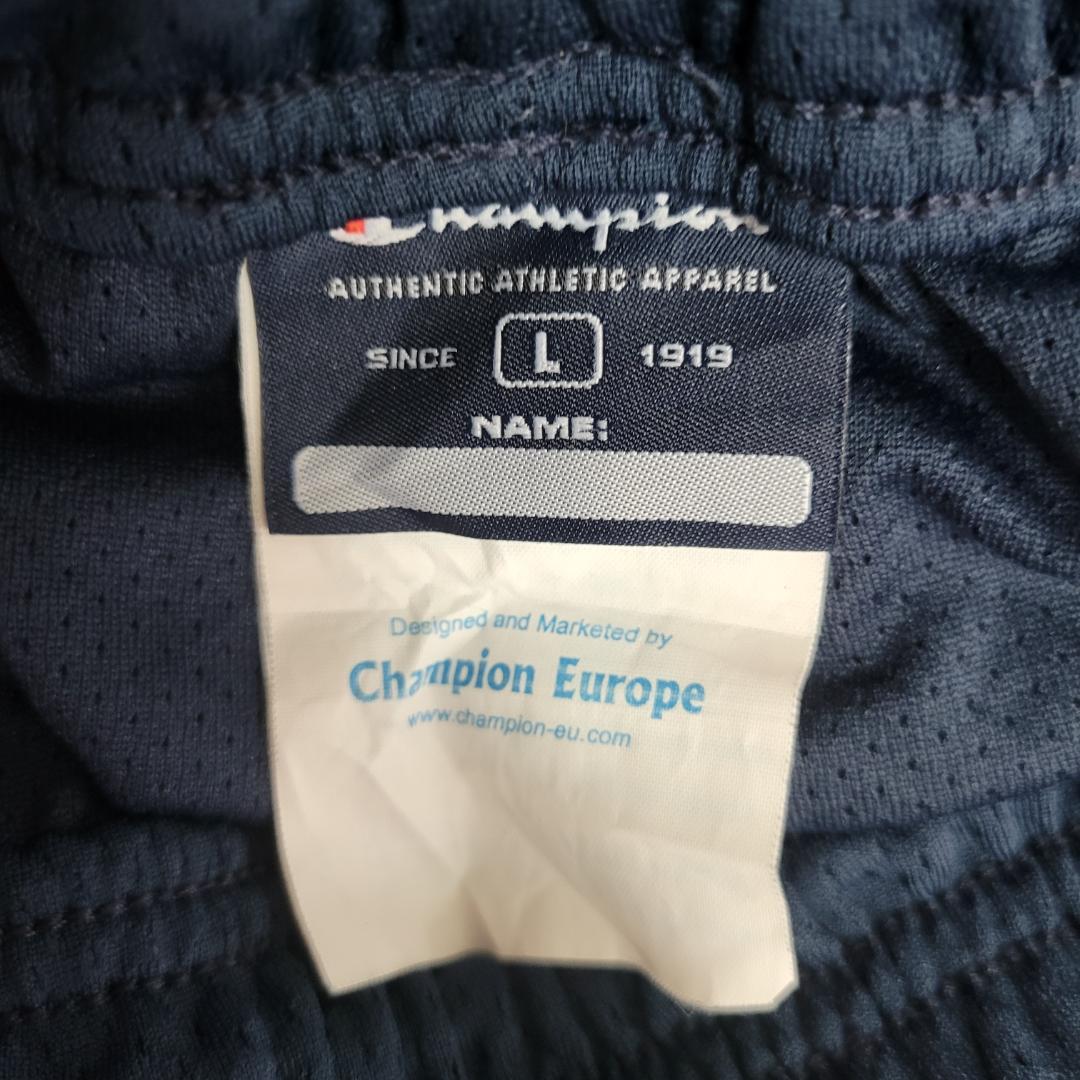 Champion
AUTHENTIC ATHLETIC APPAREL
SINCE L 1919
NAME:
Designed and Marketed by
Champion Europe
www.champion-eu.com